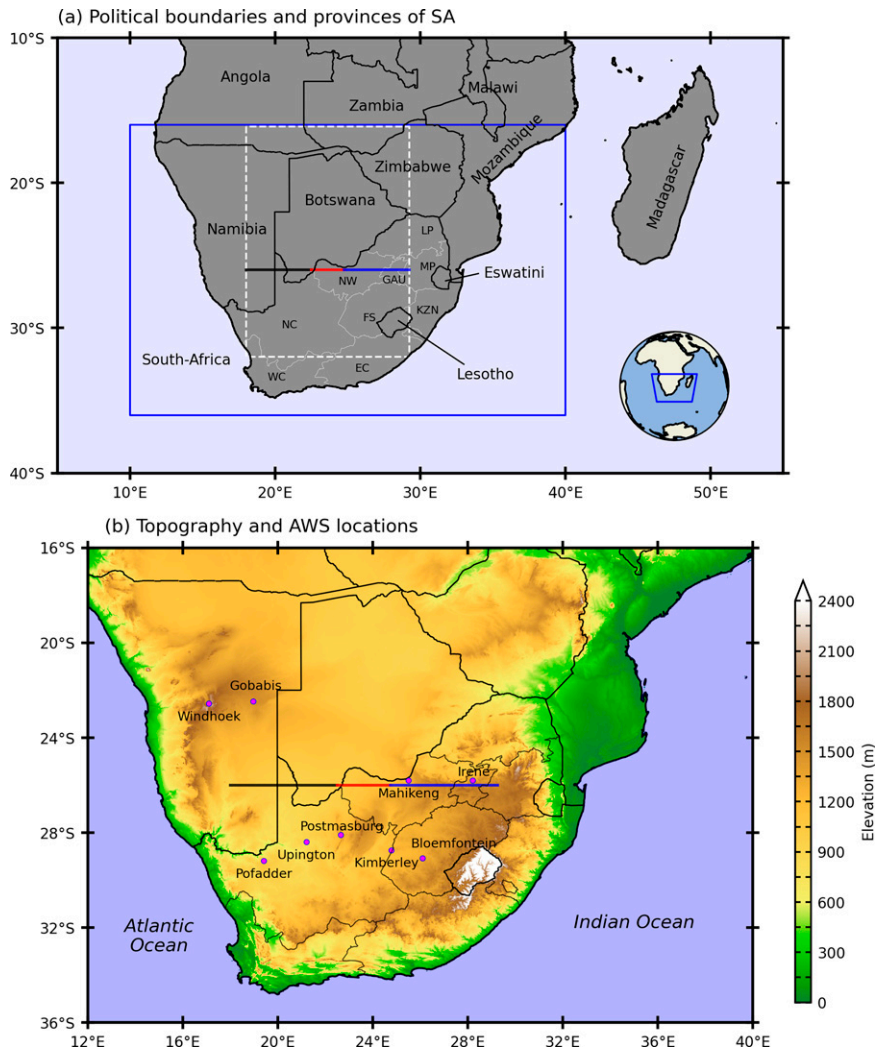 (a) Political boundaries and provinces of SA
10°S
Angola
Malawi
Zambia
Mozambique
Zimbabwe
20°S
Botswana
Madagascar
Namibia
LP
MP
Eswatini
NW
GAU
KZN
FS
NC
30°S
South-Africa
EC
Lesotho
WC
40°S
10°E
20°E
30°E
40°E
50°E
(b) Topography and AWS locations
16°S
2400
20°S
2100
Gobabis
1800
Windhoek
24°S
1500
Irene
Mahikeng
1200
Elevation (m)
28°S
Postmasburg
Bloemfontein
Upington
900
Kimberley
Pofadder
600
32°S
Atlantic
Ocean
Indian Ocean
300
0
36°S
12°E
16°E
20°E
24°E
28°E
32°E
36°E
40°E